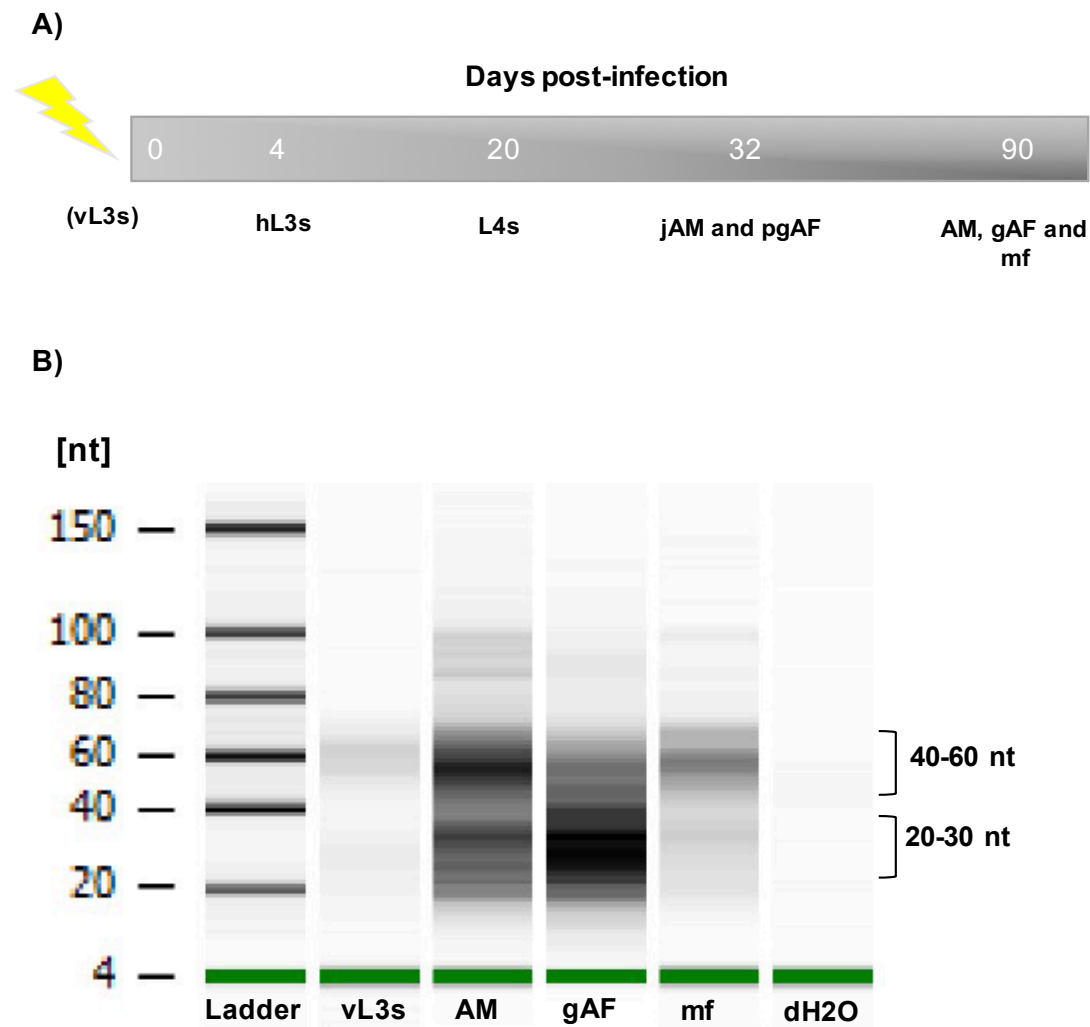 A)
Days post-infection
0 4 20 32 90
(vL3s) hL3s L4s jAM and pgAF AM, gAF and
mf
B)
[nt]
150
100
80
60
40
20
4
40-60 nt
20-30 nt
Ladder vL3s AM gAF mf dH2O